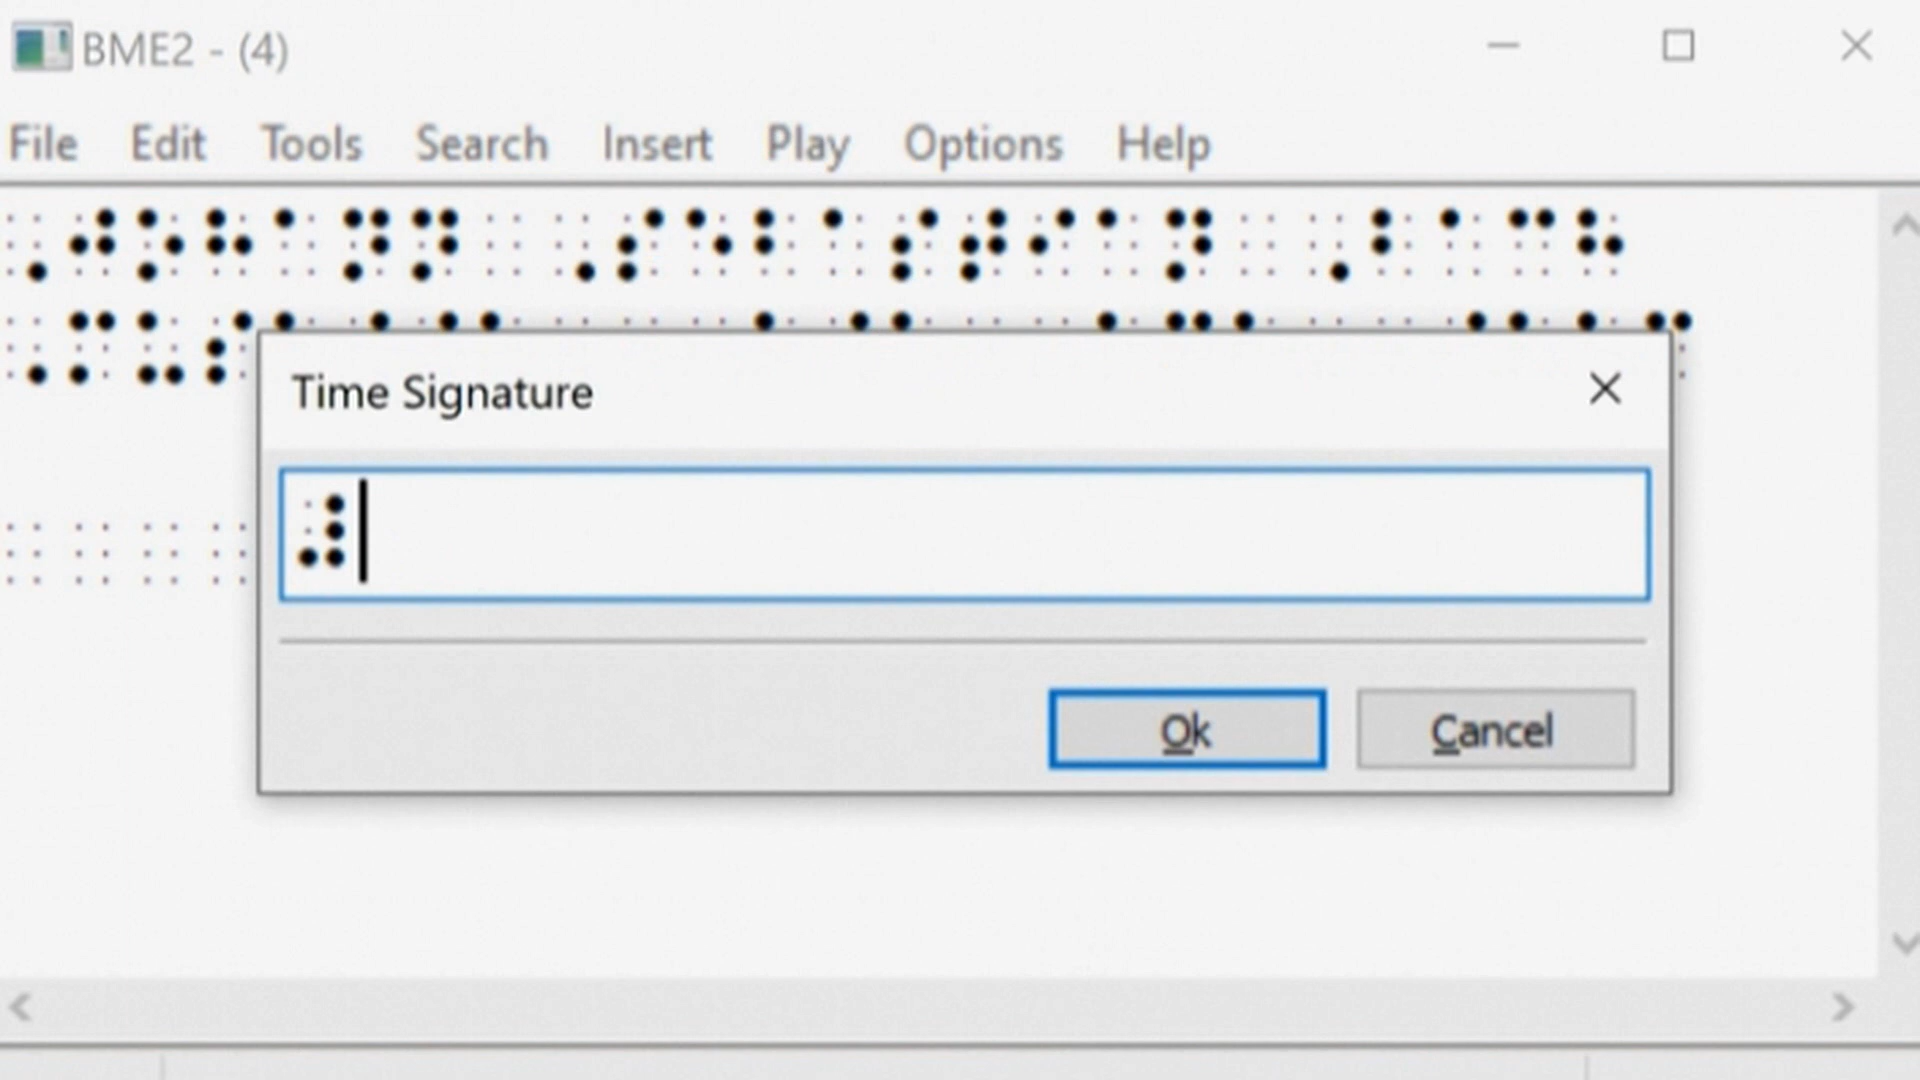 BME2 - (4)
File Edit Tools Search Insert Play Options Help
⠠⠚⠕⠓⠁⠝⠝ ⠠⠎⠑⠃⠁⠎⠞⠊⠁⠝ ⠠⠃⠁⠉⠓
Time Signature
⠼
Ok Cancel